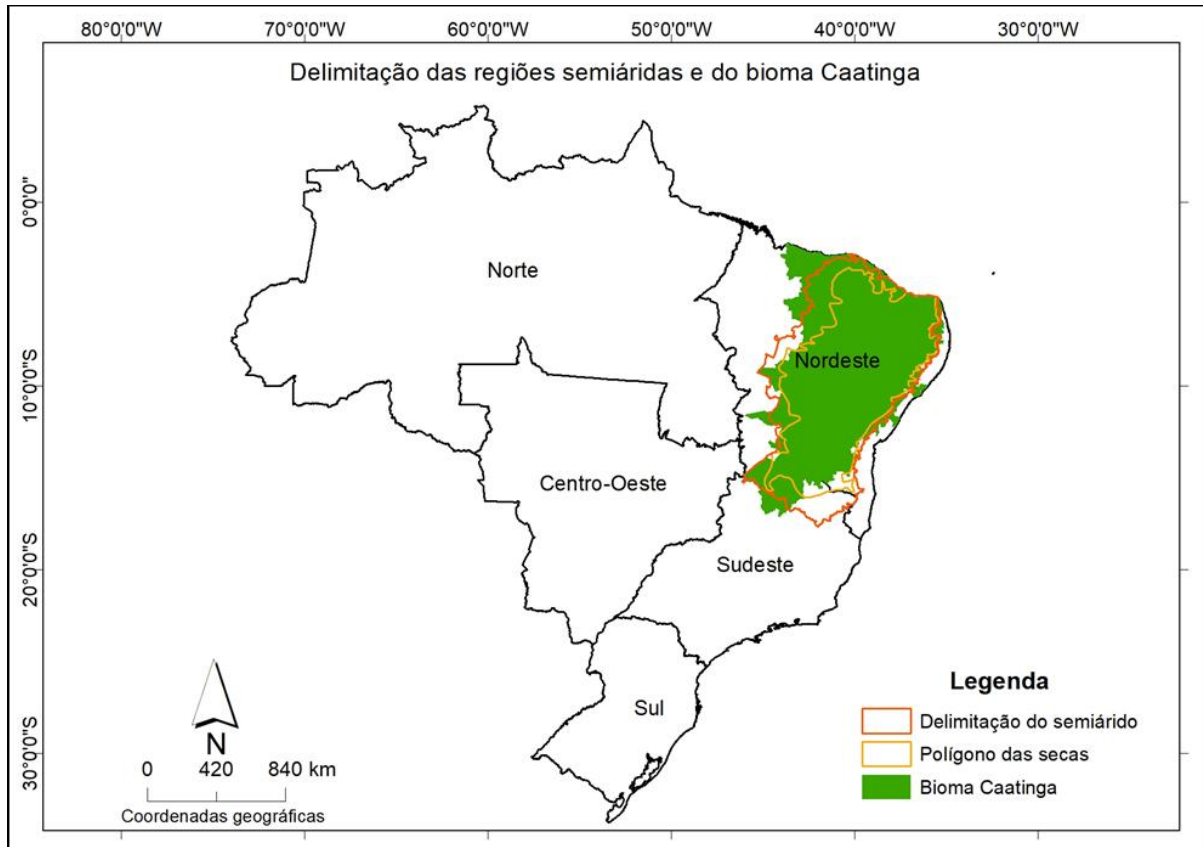 80°0'0"W 70°0'0"W 60°0'0"W 50°0'0"W 40°0'0"W 30°0'0"W
Delimitação das regiões semiáridas e do bioma Caatinga
0°0'0"
Norte
Nordeste
10°0'0"S
Centro-Oeste
Sudeste
20°0'0"S
Sul
30°0'0"S
N
0 420 840 km
Coordenadas geográficas
Legenda
Delimitação do semiárido
Polígono das secas
Bioma Caatinga